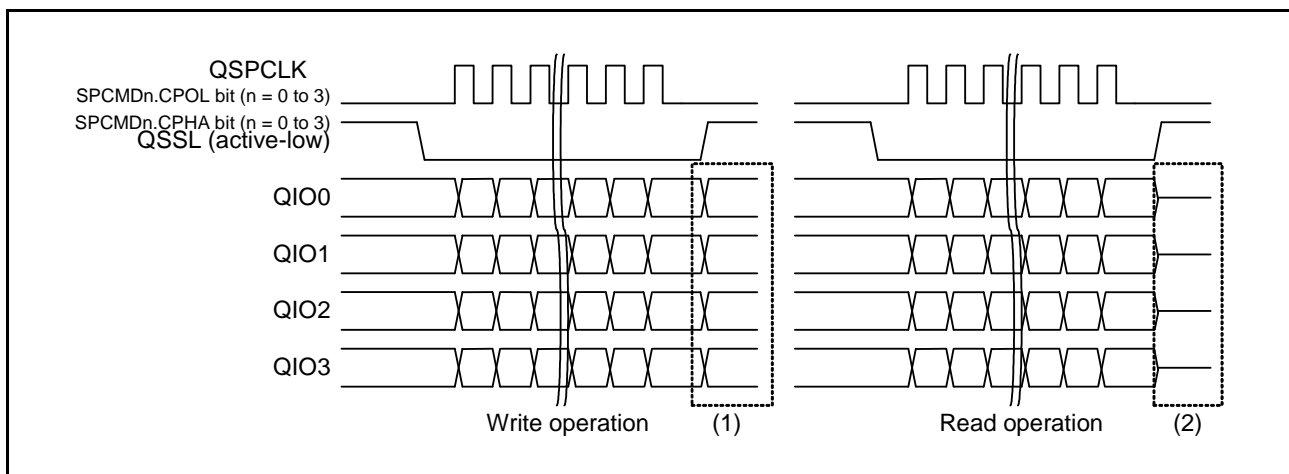 QSPCLK
SPCMDn.CPOL bit (n = 0 to 3)
SPCMDn.CPHA bit (n = 0 to 3)
QSSL (active-low)
QIO0
QIO1
QIO2
QIO3
Write operation (1) Read operation (2)